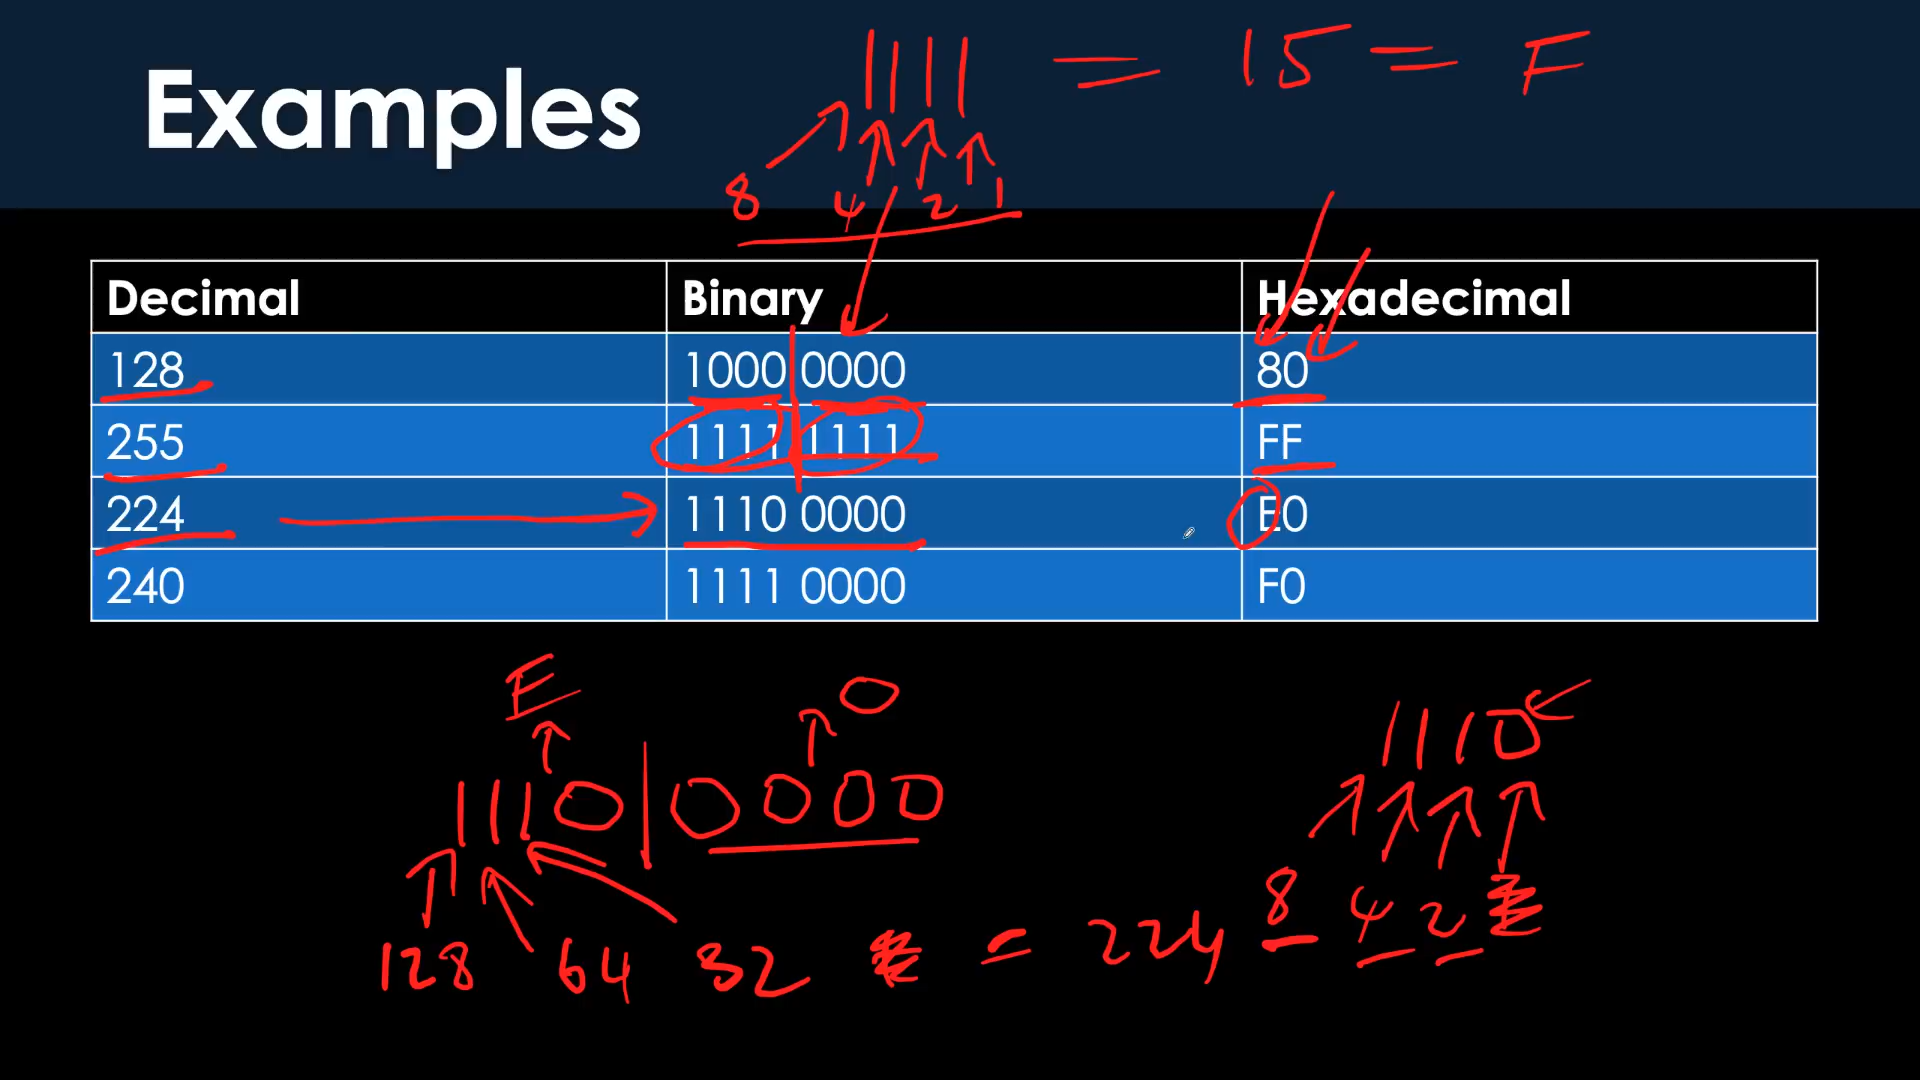 1111 = 15 = F
Examples
8 4 2 1
Decimal Binary Hexadecimal
128 1000 0000 80
255 1111 1111 FF
224 1110 0000 E0
240 1111 0000 F0
E 0
1110 | 0000 1110
128 64 32 = 224 8 4 2